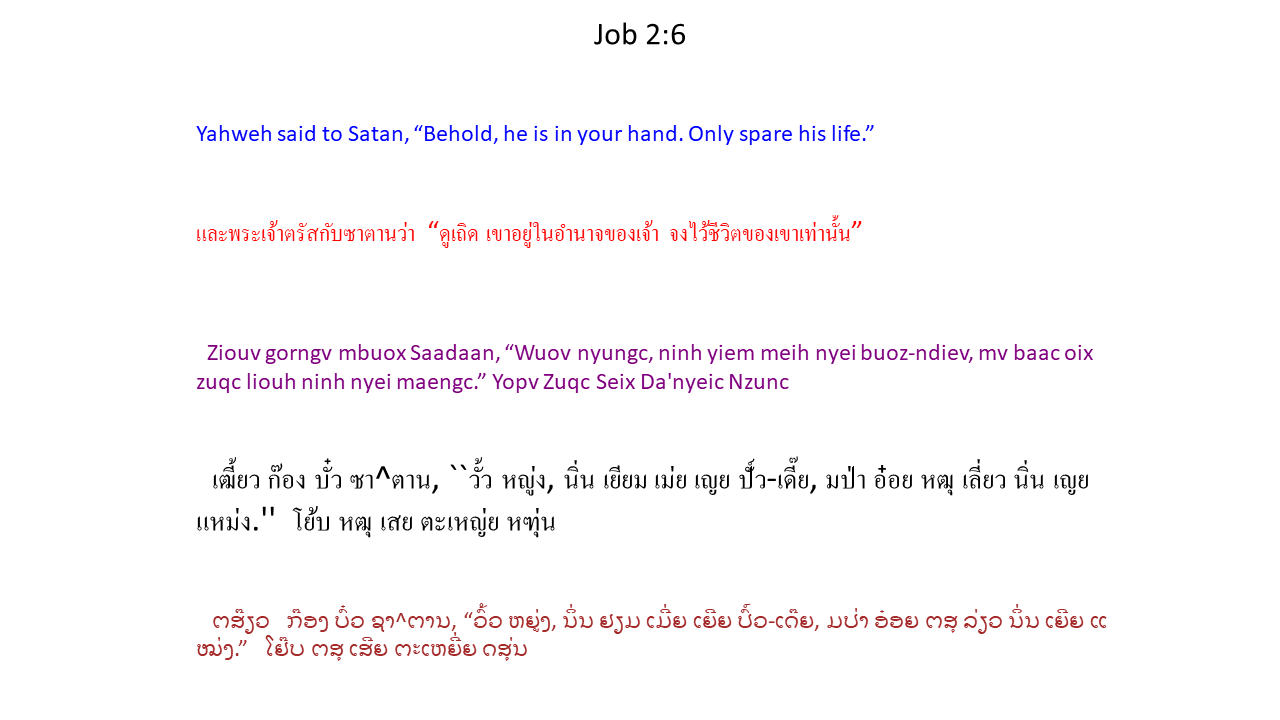 Job 2:6
Yahweh said to Satan, “Behold, he is in your hand. Only spare his life.”
และพระเจ้าตรัสกับซาตานว่า “ดูเถิด เขาอยู่ในอำนาจของเจ้า จงไว้ชีวิตของเขาเท่านั้น”
Ziouv gorngv mbuox Saadaan, “Wuov nyungc, ninh yiem meih nyei buoz-ndiev, mv baac oix
zuqc liouh ninh nyei maengc.” Yopv Zuqc Seix Da'nyeic Nzunc
เฒี้ยว ก๊อง บั๋ว ซา^ตาน, ``วั้ว หญู่ง, นิ่น เยียม เม่ย เญย ปั์ว-เดี๊ย, มป่า อ๋อย หฒุ เลี่ยว นิ่น เญย
แหม่ง.'' โย้บ หฒุ เสย ตะเหญ่ย หฑุ่น
ຕສ໊ຽວ ກ໊ອງ ບົ໋ວ ຊາ^ຕານ, “ວົ້ວ ຫຍູ່ງ, ນິ່ນ ຢຽມ ເມີ່ຍ ເຍີຍ ປົ໌ວ-ເດ໊ຍ, ມປ່າ ອ໋ອຍ ຕສຸ ລ່ຽວ ນິ່ນ ເຍີຍ ແ
ໝ່ງ.” ໂຢ໊ບ ຕສຸ ເສີຍ ຕະເຫຍີ່ຍ ດສຸ່ນ